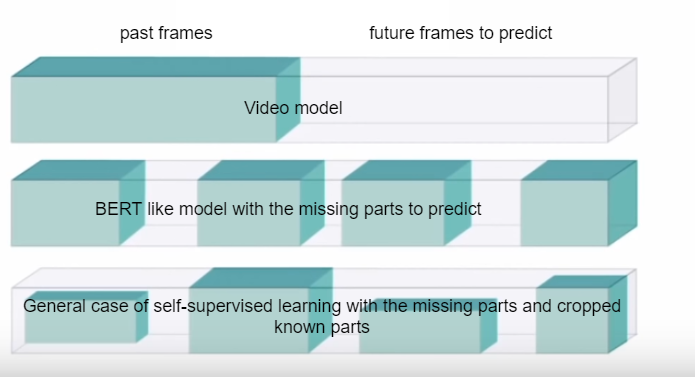 past frames
future frames to predict
Video model
BERT like model with the missing parts to predict
General case of self-supervised learning with the missing parts and cropped
known parts